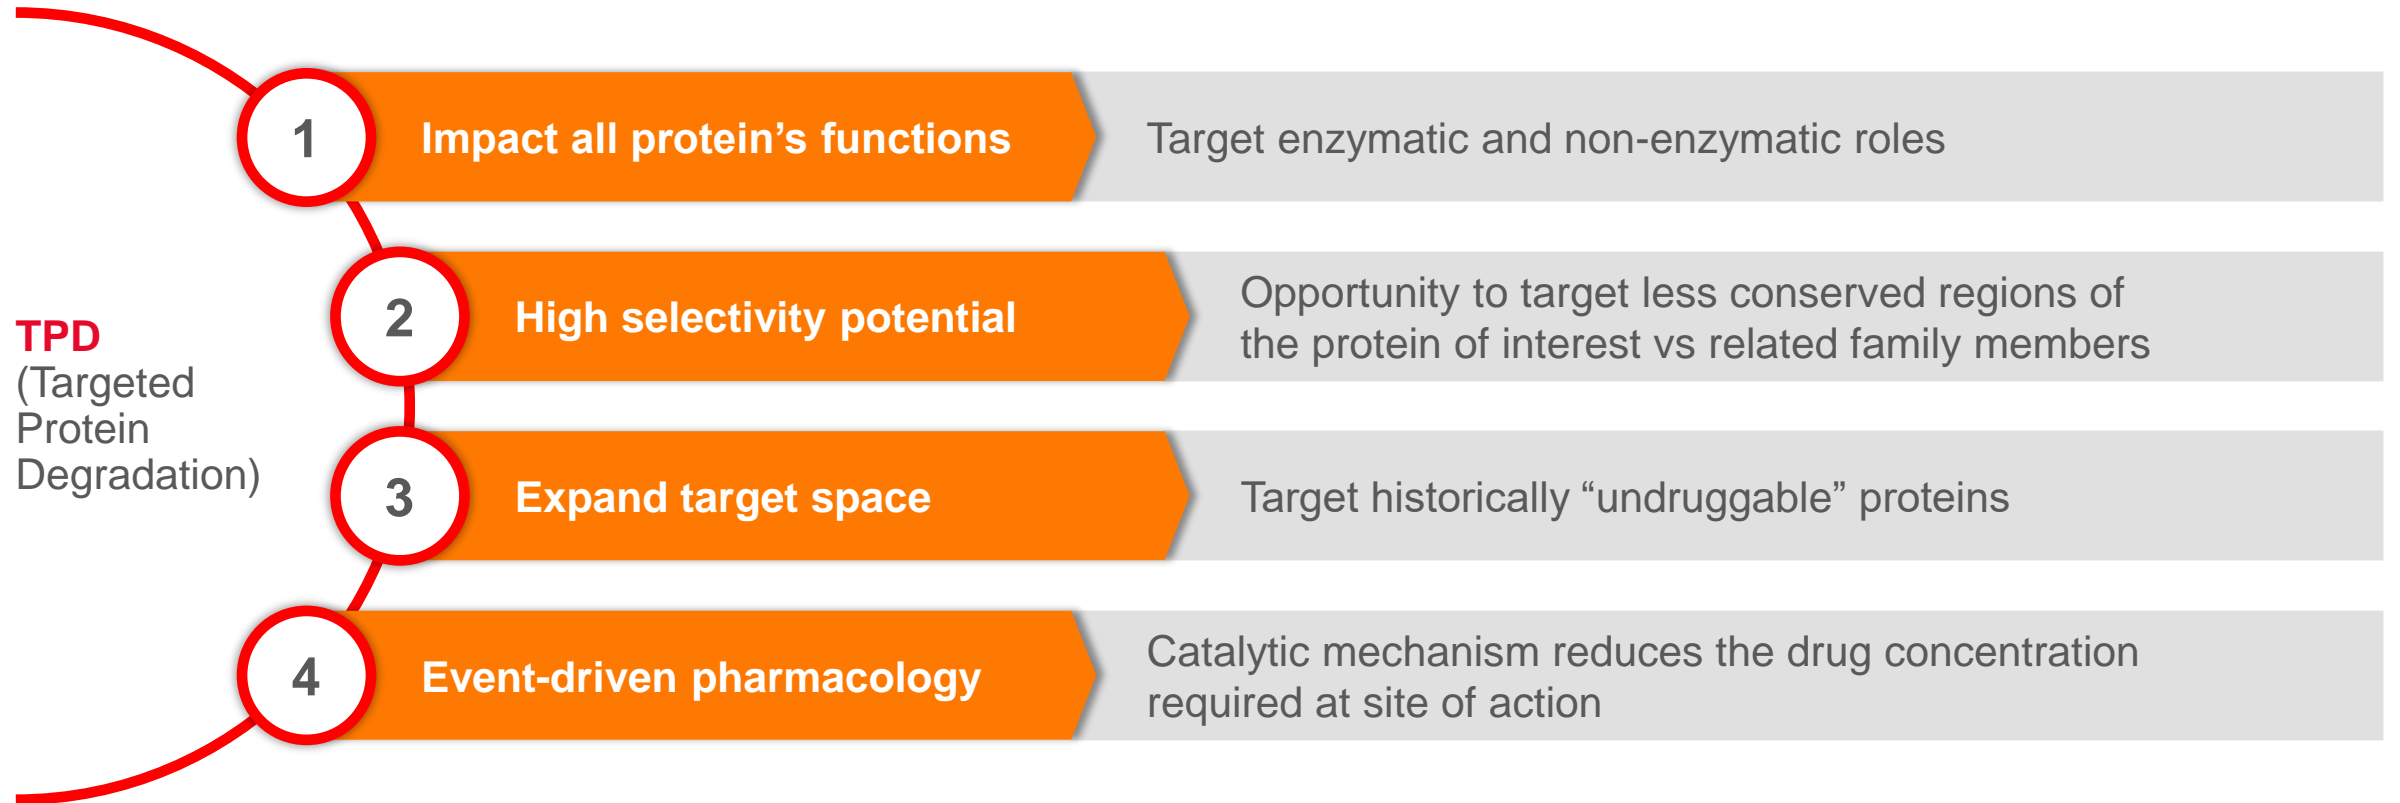 TPD
(Targeted
Protein
Degradation)
1
Impact all protein’s functions
Target enzymatic and non-enzymatic roles
2
High selectivity potential
Opportunity to target less conserved regions of
the protein of interest vs related family members
3
Expand target space
Target historically “undruggable” proteins
4
Event-driven pharmacology
Catalytic mechanism reduces the drug concentration
required at site of action